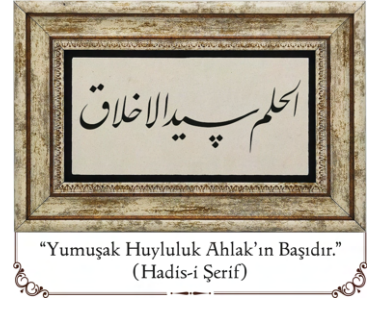 الحلم سيد الاخلاق
“Yumuşak Huyluluk Ahlak’ın Başıdır.”
(Hadis-i Şerif)